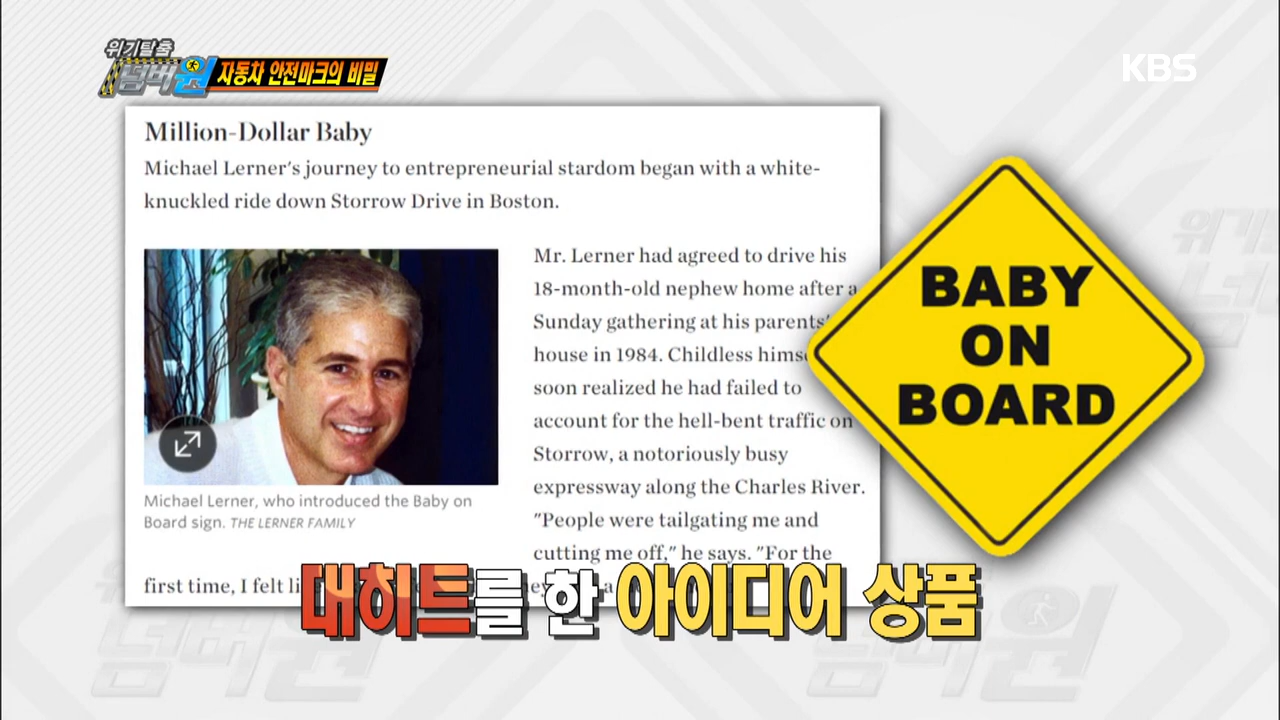 위기탈출
넘버원
자동차 안전마크의 비밀
KBS
Million-Dollar Baby
Michael Lerner's journey to entrepreneurial stardom began with a white-
knuckled ride down Storrow Drive in Boston.
Mr. Lerner had agreed to drive his
18-month-old nephew home after a
Sunday gathering at his parents'
house in 1984. Childless
soon realized he had failed to
account for the hell-bent traffic on
Storrow, a notoriously busy
expressway along the Charles River.
"People were tailgating me and
cutting me off," he says. "For the
first time, I felt
Michael Lerner, who introduced the Baby on
Board sign. THE LERNER FAMILY
BABY
ON
BOARD
대히트를 한 아이디어 상품